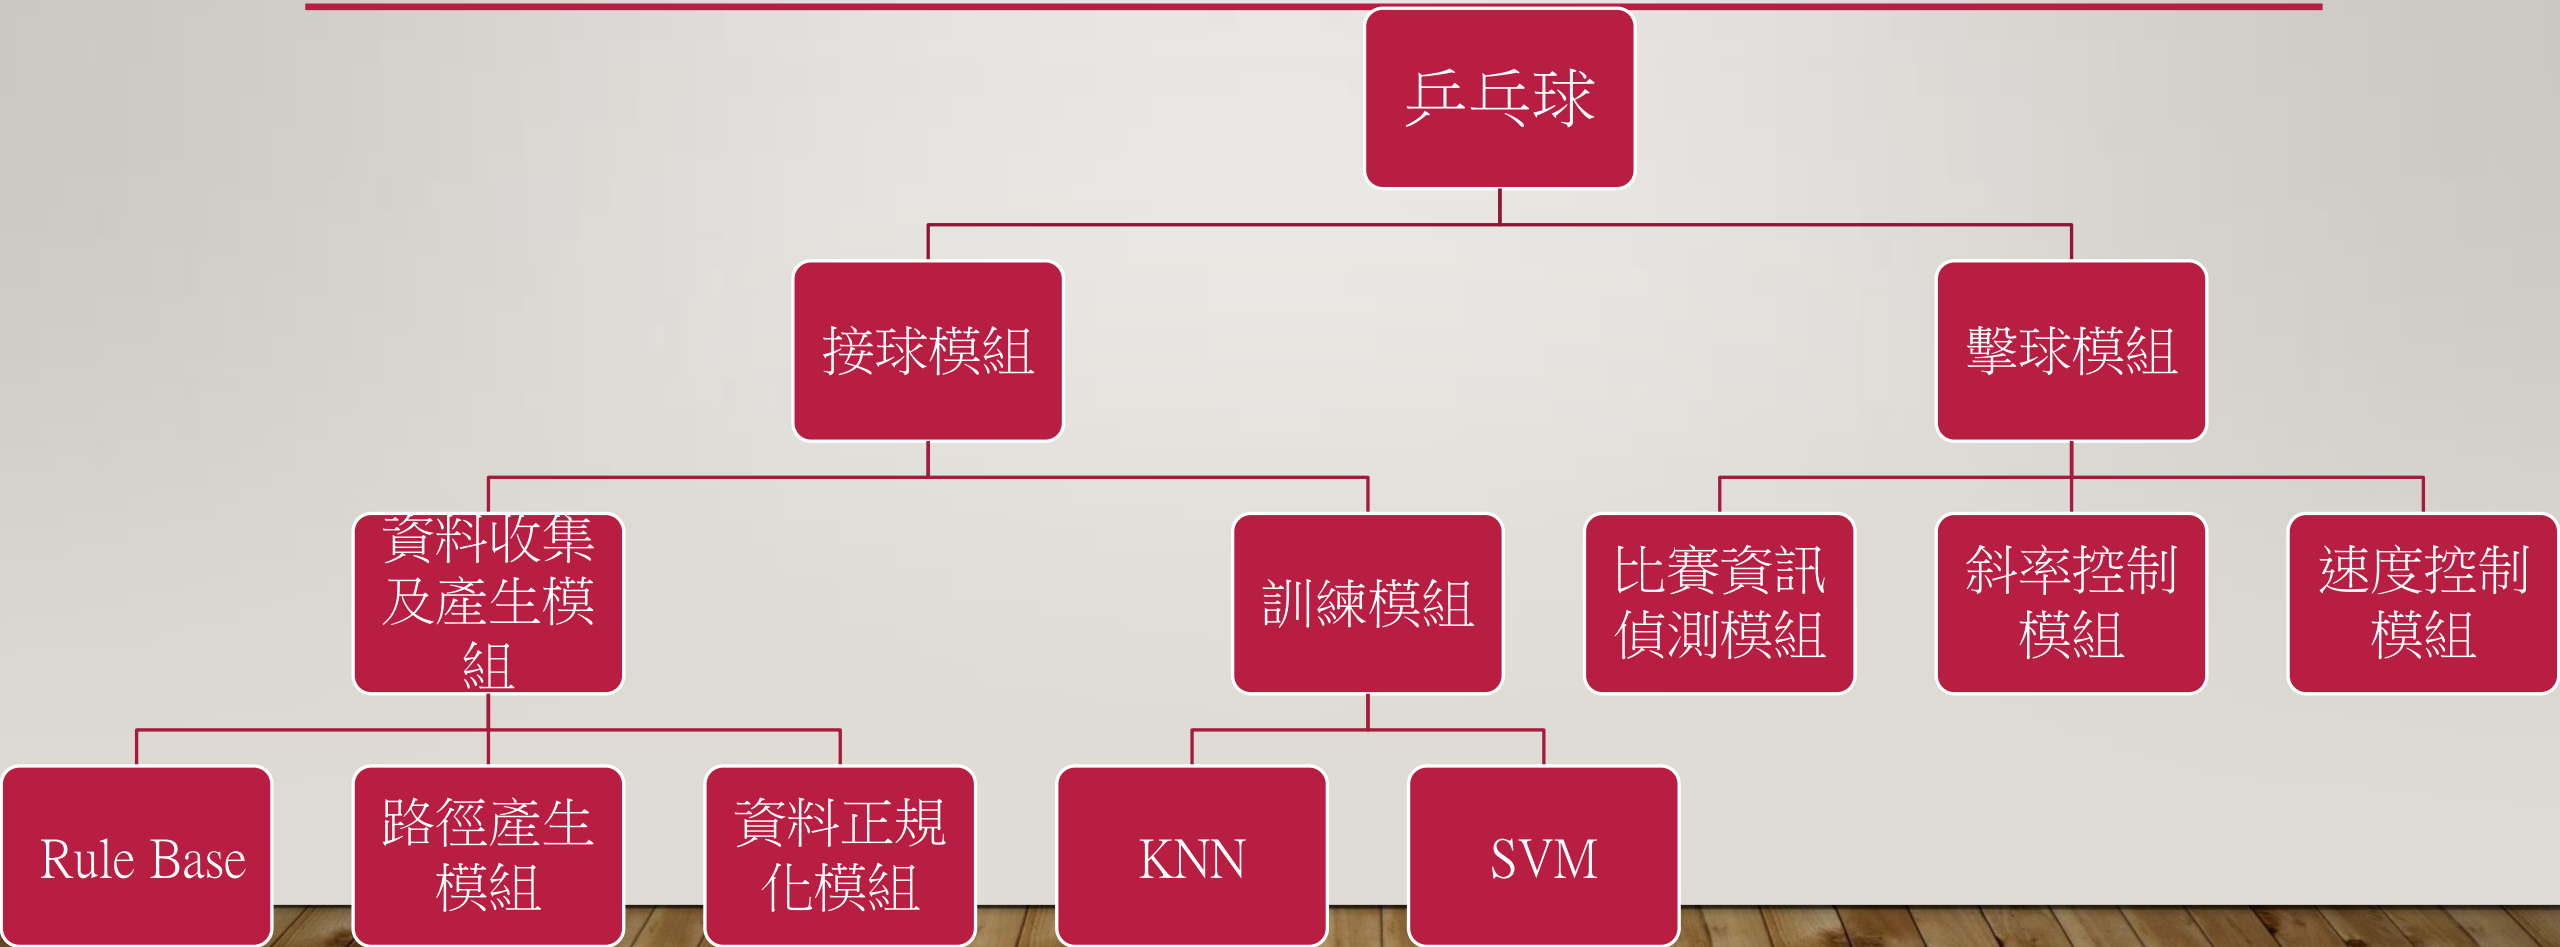 乒乓球
接球模組
擊球模組
資料收集
及產生模
組
訓練模組
比賽資訊
偵測模組
斜率控制
模組
速度控制
模組
Rule Base
路徑產生
模組
資料正規
化模組
KNN
SVM